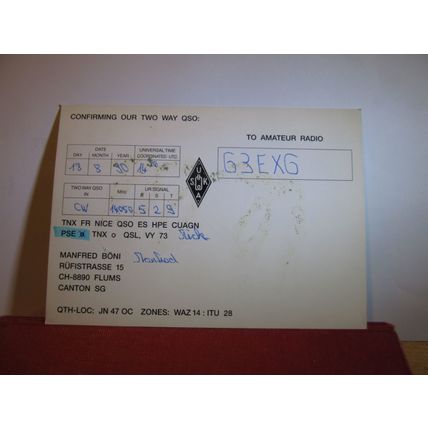 CONFIRMING OUR TWO WAY QSO:
TO AMATEUR RADIO
DATE
UNIVERSAL TIME
DAY MONTH YEAR COORDINATED UTC
13 8 90
G3EXG
U
S K
A
TWO WAY QSO IN
MHz
UR SIGNAL
R S T
CW 14050 5 2 9
TNX FR NICE QSO ES HPE CUAGN
PSE TNX o QSL, VY 73
MANFRED BÖNI Manfred
RÜFISTRASSE 15
CH-8890 FLUMS
CANTON SG
QTH-LOC: JN 47 OC ZONES: WAZ 14 : ITU 28